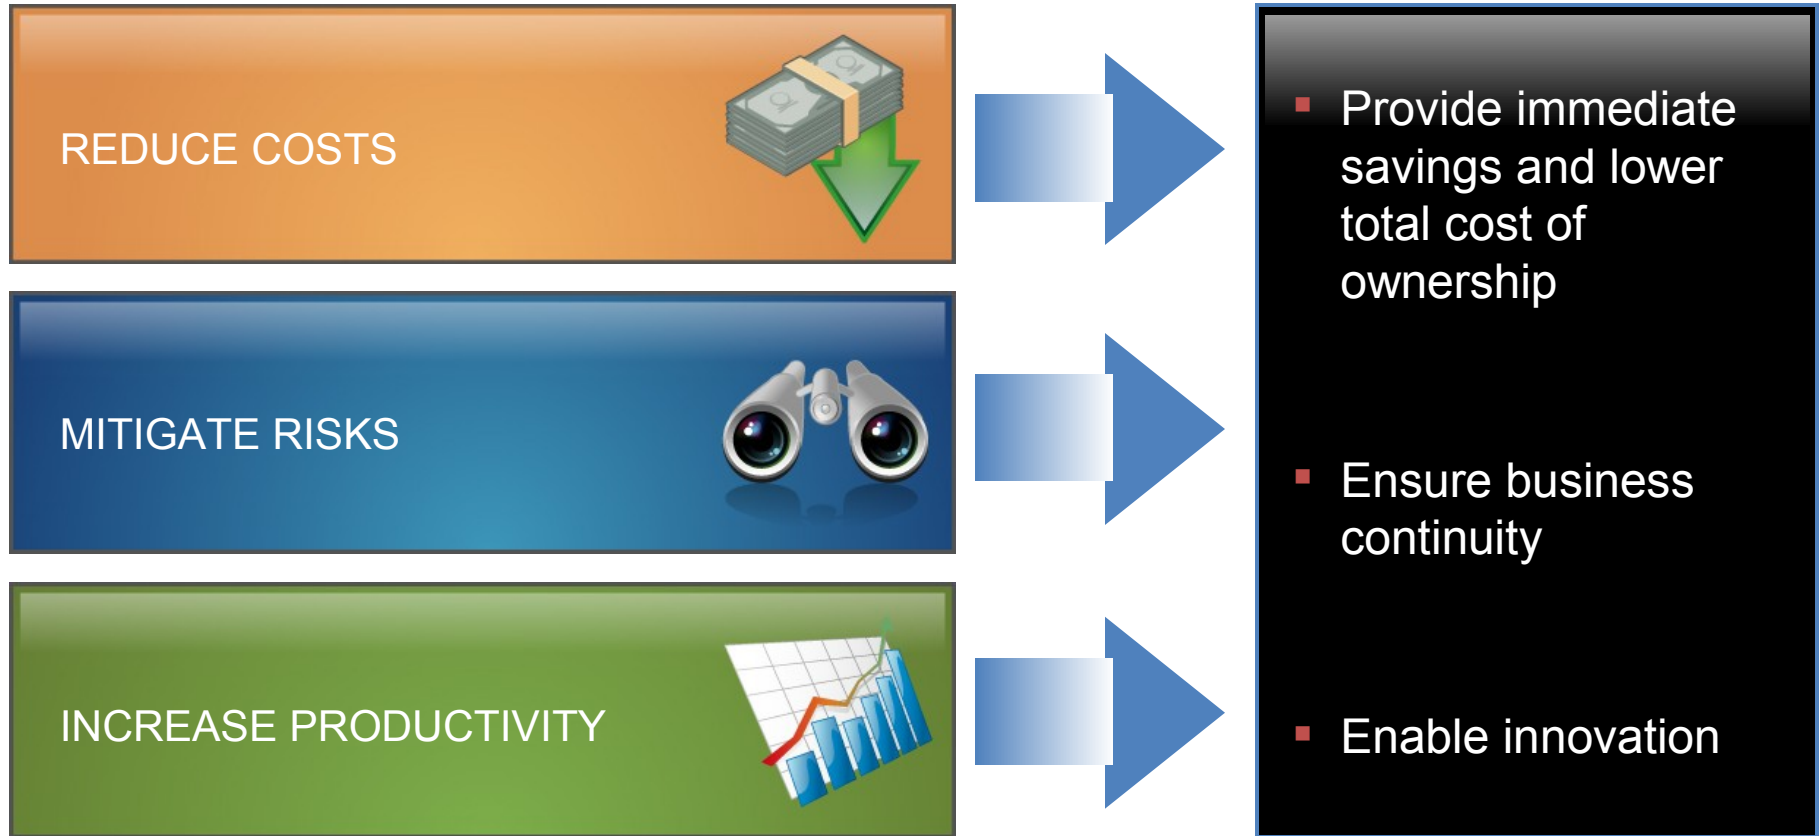 REDUCE COSTS
Provide immediate
savings and lower
total cost of
ownership
MITIGATE RISKS
Ensure business
continuity
INCREASE PRODUCTIVITY
Enable innovation